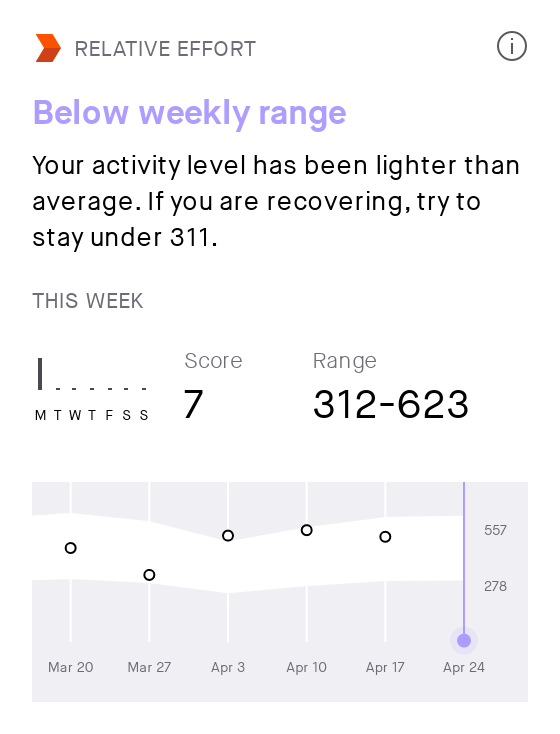 RELATIVE EFFORT
Below weekly range
Your activity level has been lighter than
average. If you are recovering, try to
stay under 311.
THIS WEEK
Score Range
7 312-623
M T W T F S S
557
278
Mar 20 Mar 27 Apr 3 Apr 10 Apr 17 Apr 24